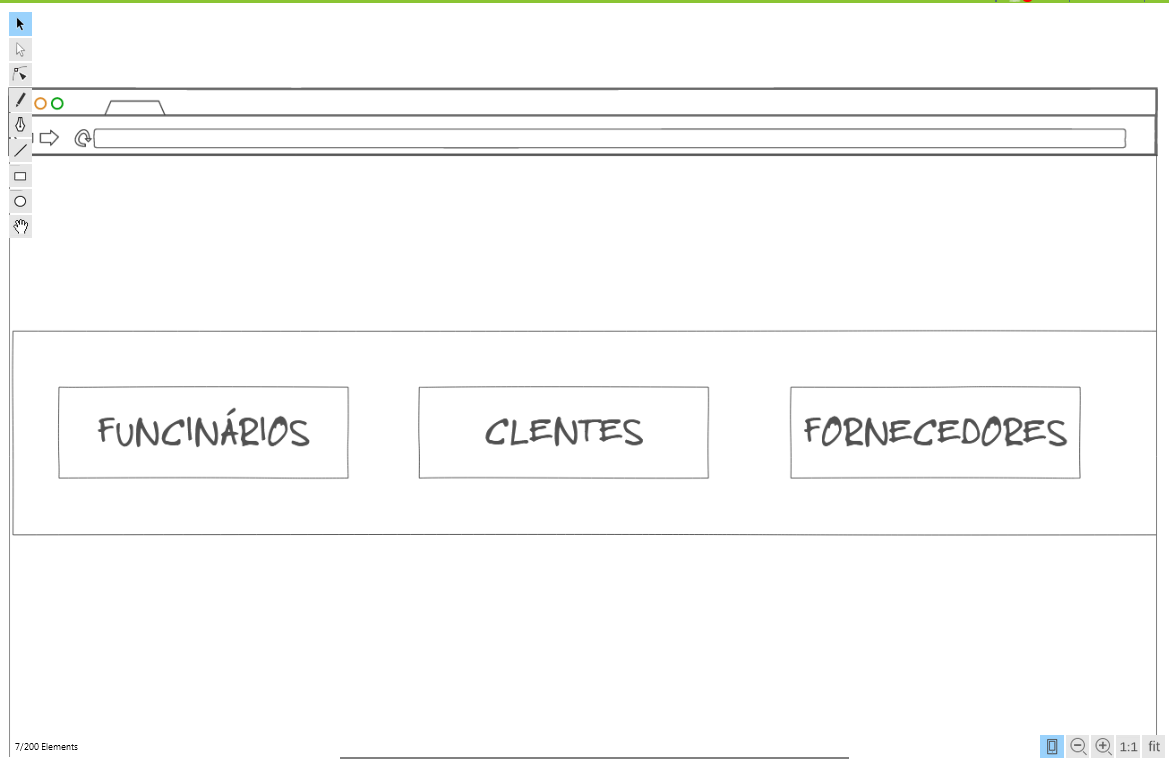 FUNCINÁRIOS
CLENTES
FORNECEDORES
7/200 Elements
1:1
fit